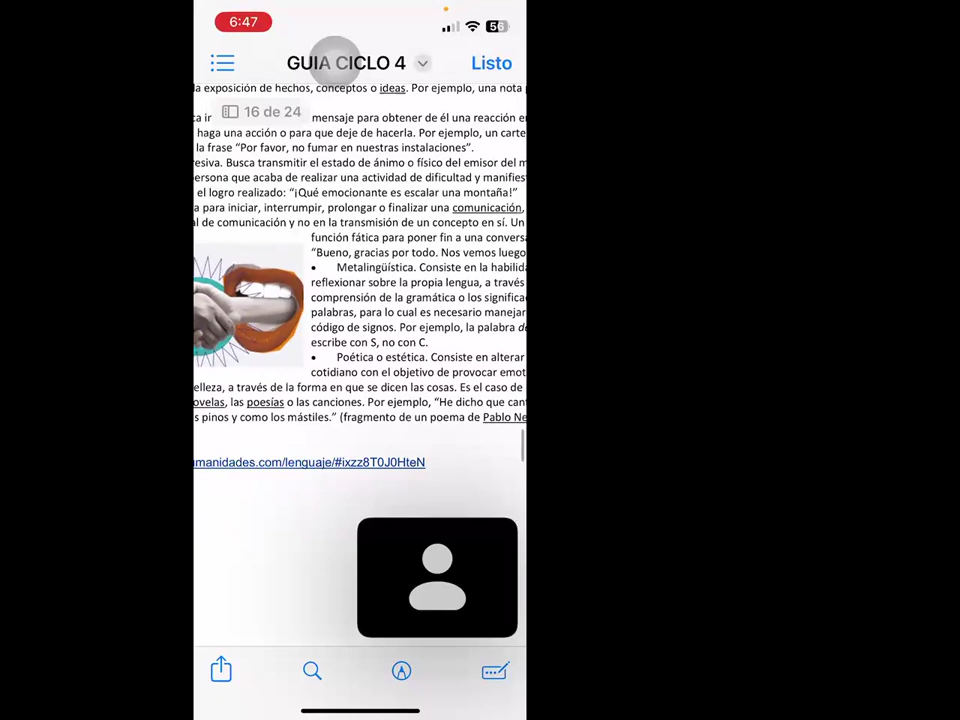 6:47
56
GUIA CICLO 4
Listo
la exposición de hechos, conceptos o ideas. Por ejemplo, una nota
16 de 24
mensaje para obtener de él una reacción
haga una acción o para que deje de hacerla. Por ejemplo, un carte
la frase “Por favor, no fumar en nuestras instalaciones”.
resiva. Busca transmitir el estado de ánimo o físico del emisor del
ersona que acaba de realizar una actividad de dificultad y manifies
el logro realizado: “¡Qué emocionante es escalar una montaña!”
a para iniciar, interrumpir, prolongar o finalizar una comunicación,
al de comunicación y no en la transmisión de un concepto en sí. Un
función fática para poner fin a una conversa
“Bueno, gracias por todo. Nos vemos luego
• Metalingüística. Consiste en la habilida
reflexionar sobre la propia lengua, a través
comprensión de la gramática o los significa
palabras, para lo cual es necesario manejar
código de signos. Por ejemplo, la palabra de
escribe con S, no con C.
• Poética o estética. Consiste en alterar
cotidiano con el objetivo de provocar emot
elleza, a través de la forma en que se dicen las cosas. Es el caso de
ovelas, las poesías o las canciones. Por ejemplo, “He dicho que cant
s pinos y como los mástiles.” (fragmento de un poema de Pablo Ne
manidades.com/lenguaje/#ixzz8T0J0HteN